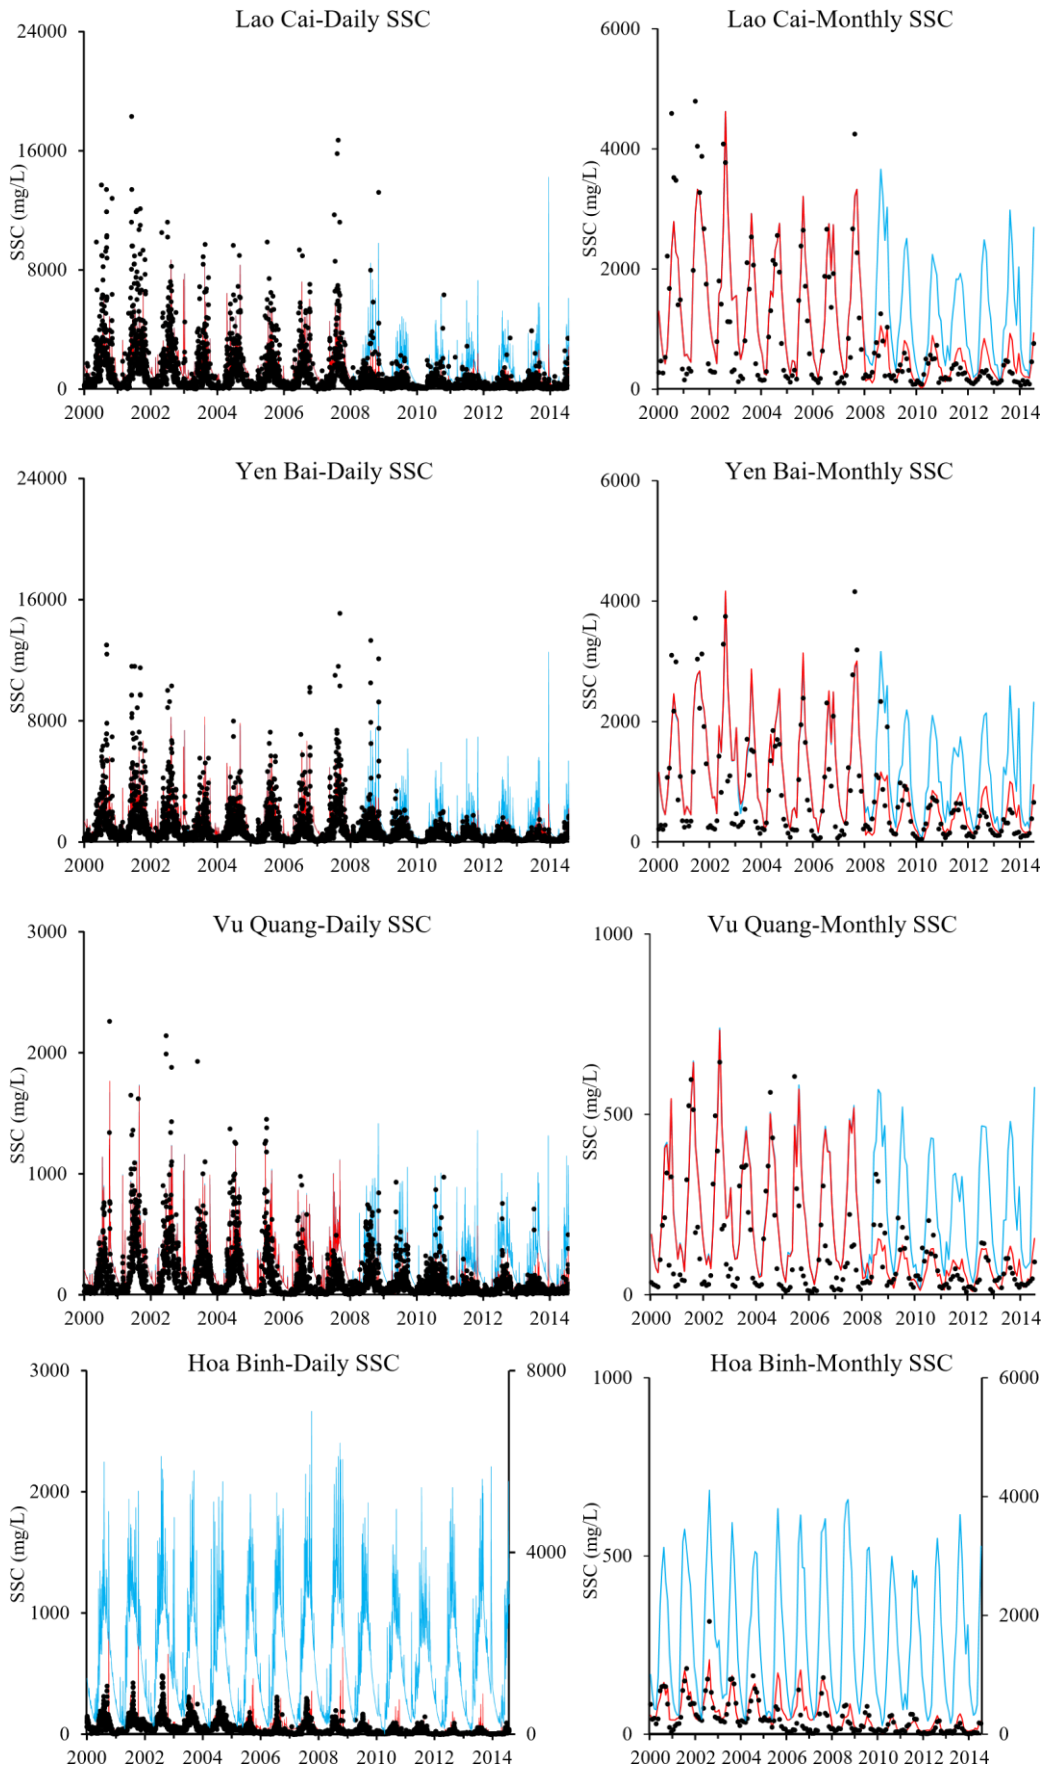 Lao Cai-Daily SSC
24000
16000
8000
0
SSC (mg/L)
2000 2002 2004 2006 2008 2010 2012 2014
Lao Cai-Monthly SSC
6000
4000
2000
0
SSC (mg/L)
2000 2002 2004 2006 2008 2010 2012 2014
Yen Bai-Daily SSC
24000
16000
8000
0
SSC (mg/L)
2000 2002 2004 2006 2008 2010 2012 2014
Yen Bai-Monthly SSC
6000
4000
2000
0
SSC (mg/L)
2000 2002 2004 2006 2008 2010 2012 2014
Vu Quang-Daily SSC
3000
2000
1000
0
SSC (mg/L)
2000 2002 2004 2006 2008 2010 2012 2014
Vu Quang-Monthly SSC
1000
500
0
SSC (mg/L)
2000 2002 2004 2006 2008 2010 2012 2014
Hoa Binh-Daily SSC
3000
2000
1000
0
SSC (mg/L)
8000
4000
0
2000 2002 2004 2006 2008 2010 2012 2014
Hoa Binh-Monthly SSC
1000
500
0
SSC (mg/L)
6000
4000
2000
0
2000 2002 2004 2006 2008 2010 2012 2014